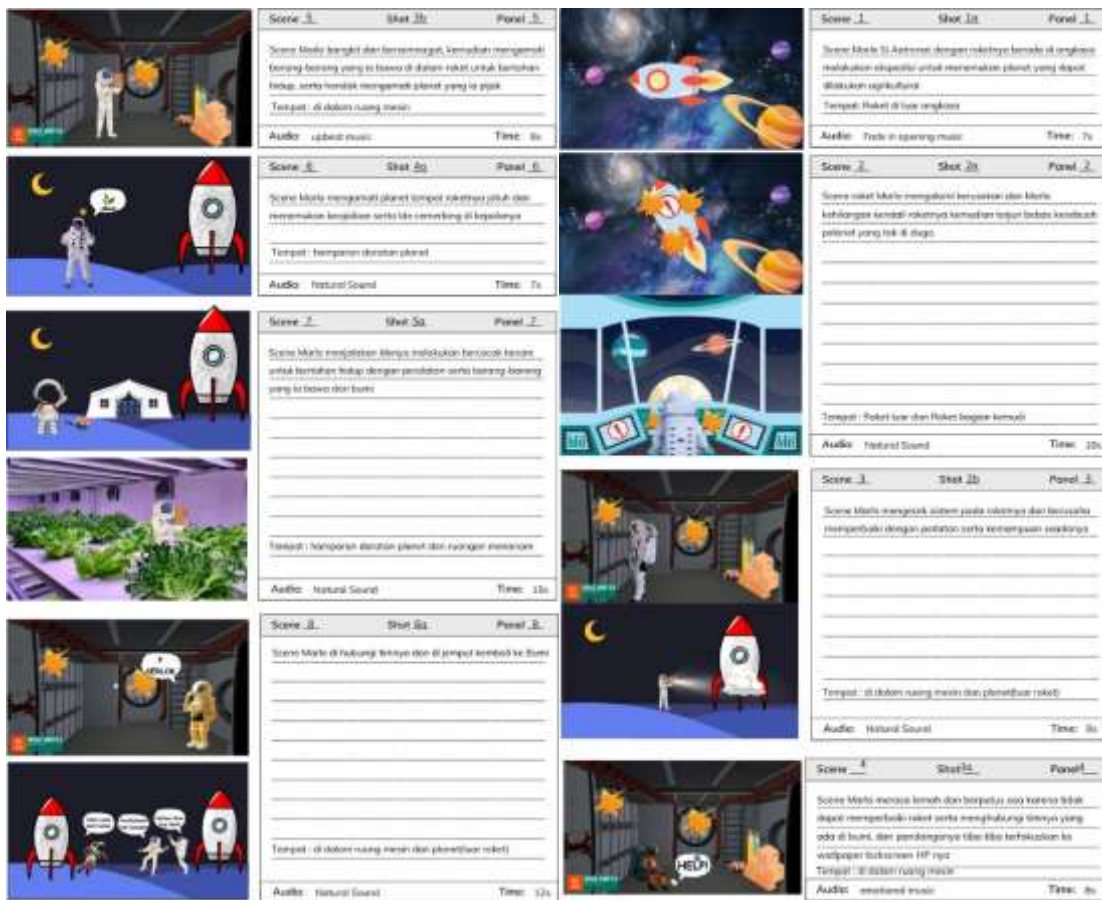 Scene 5 Shot 3b Panel 5
Scene Marlo bangkit dan bersemangat, kemudian mengamati
barang-barang yang ia bawa di dalam roket untuk bertahan
hidup, serta hendak mengamati planet yang ia pijak
Tempat : di dalam ruang mesin
Audio: upbeat music Time: 8s
Scene 6 Shot 4a Panel 6
Scene Marlo mengamati planet tempat roketnya jatuh dan
menemukan keajaiban serta ide cemerlang di kepalanya
Tempat : hamparan daratan planet
Audio: Natural Sound Time: 7s
Scene 7 Shot 5a Panel 7
Scene Marlo menjalankan idenya melakukan bercocok tanam
untuk bertahan hidup dengan peralatan serta barang-barang
yang ia bawa dari bumi
Tempat : hamparan daratan planet dan ruangan menanam
Audio: Natural Sound Time: 15s
Scene 8 Shot 6a Panel 8
Scene Marlo di hubungi timnya dan di jemput kembali ke Bumi
Tempat : di dalam ruang mesin dan planet(luar roket)
Audio: Natural Sound Time: 12s
Scene 1 Shot 1a Panel 1
Scene Marlo Si Astronot dengan roketnya berada di angkasa
melakukan ekspedisi untuk menemukan planet yang dapat
dilakukan agrikultural
Tempat: Roket di luar angkasa
Audio: Fade in opening music Time: 7s
Scene 2 Shot 2a Panel 2
Scene roket Marlo mengalami kerusakan dan Marlo
kehilangan kendali roketnya kemudian terjun bebas kesebuah
pelanet yang tak di duga.
Tempat : Roket luar dan Roket bagian kemudi
Audio: Natural Sound Time: 10s
Scene 3 Shot 2b Panel 3
Scene Marlo mengecek sistem pada roketnya dan berusaha
memperbaiki dengan peralatan serta kemampuan seadanya
Tempat : di dalam ruang mesin dan planet(luar roket)
Audio: Natural Sound Time: 8s
HELP!
Scene 4 Shot 3a Panel 4
Scene Marlo merasa lemah dan berputus asa karena tidak
dapat memperbaiki roket serta menghubungi timnya yang
ada di bumi, dan pandanganya tiba tiba terfokuskan ke
wallpaper lockscreen HP nya
Tempat : di dalam ruang mesin
Audio: emotional music Time: 8s